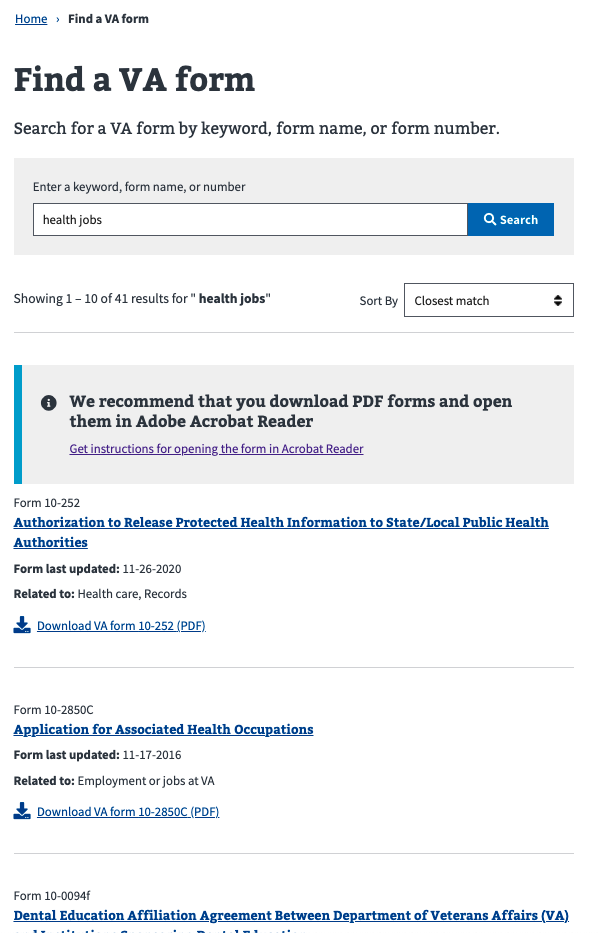 Home › Find a VA form
Find a VA form
Search for a VA form by keyword, form name, or form number.
Enter a keyword, form name, or number
health jobs
Search
Showing 1 – 10 of 41 results for " health jobs"
Sort By
Closest match
We recommend that you download PDF forms and open
them in Adobe Acrobat Reader
Get instructions for opening the form in Acrobat Reader
Form 10-252
Authorization to Release Protected Health Information to State/Local Public Health
Authorities
Form last updated: 11-26-2020
Related to: Health care, Records
Download VA form 10-252 (PDF)
Form 10-2850C
Application for Associated Health Occupations
Form last updated: 11-17-2016
Related to: Employment or jobs at VA
Download VA form 10-2850C (PDF)
Form 10-0094f
Dental Education Affiliation Agreement Between Department of Veterans Affairs (VA)